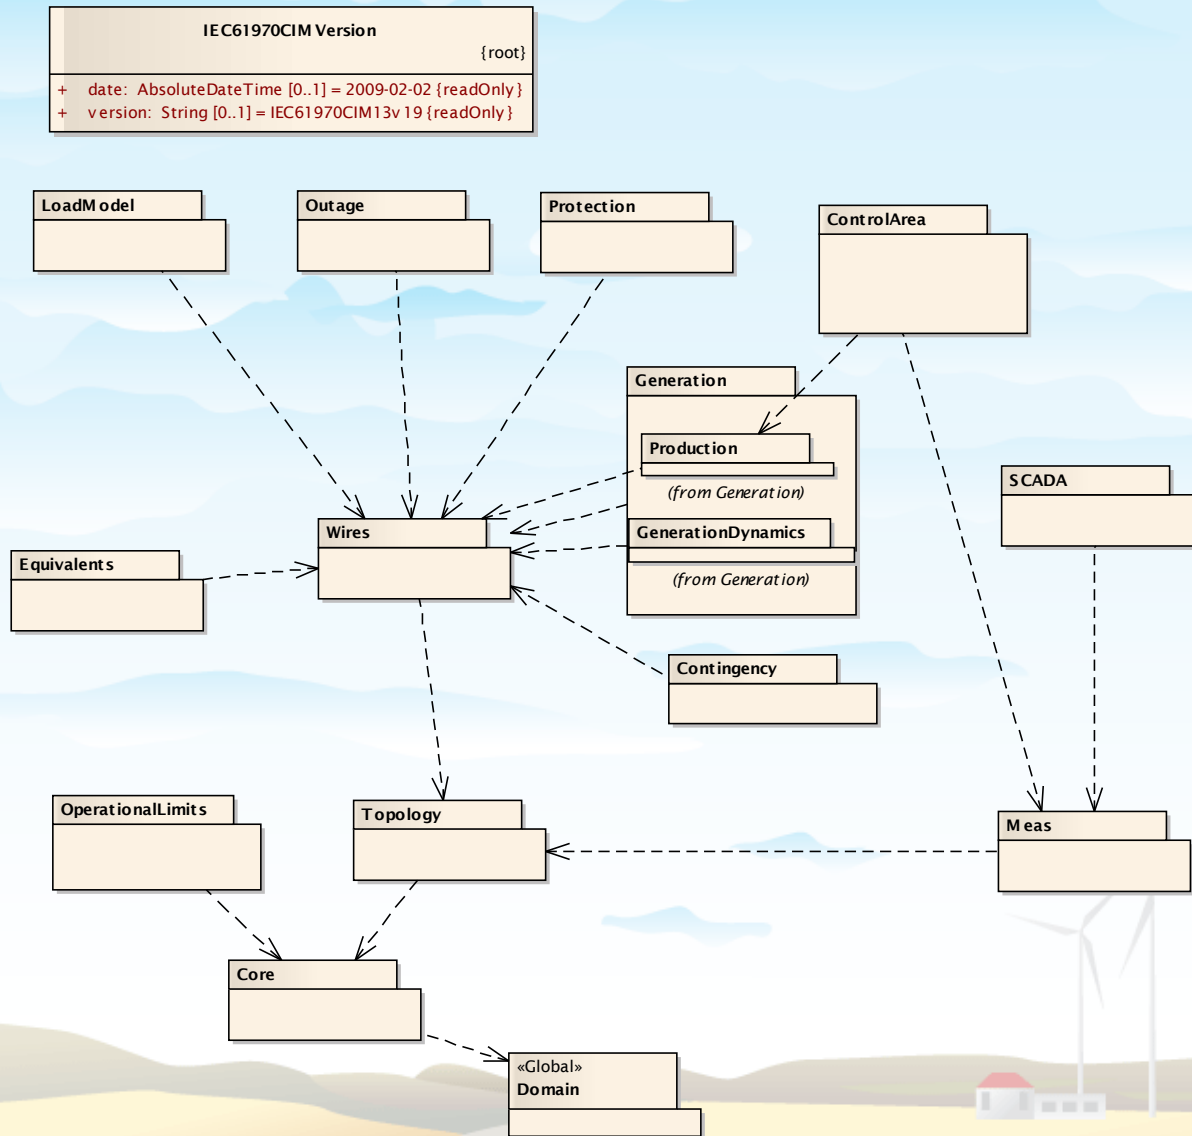 IEC61970CIM Version
{root}
+ date: AbsoluteDateTime [0..1] = 2009-02-02 {readOnly}
+ version: String [0..1] = IEC61970CIM13v19 {readOnly}
LoadModel
Outage
Protection
ControlArea
Generation
Production
(from Generation)
SCADA
Wires
GenerationDynamics
(from Generation)
Equivalents
Contingency
OperationalLimits
Topology
Meas
Core
«Global»
Domain